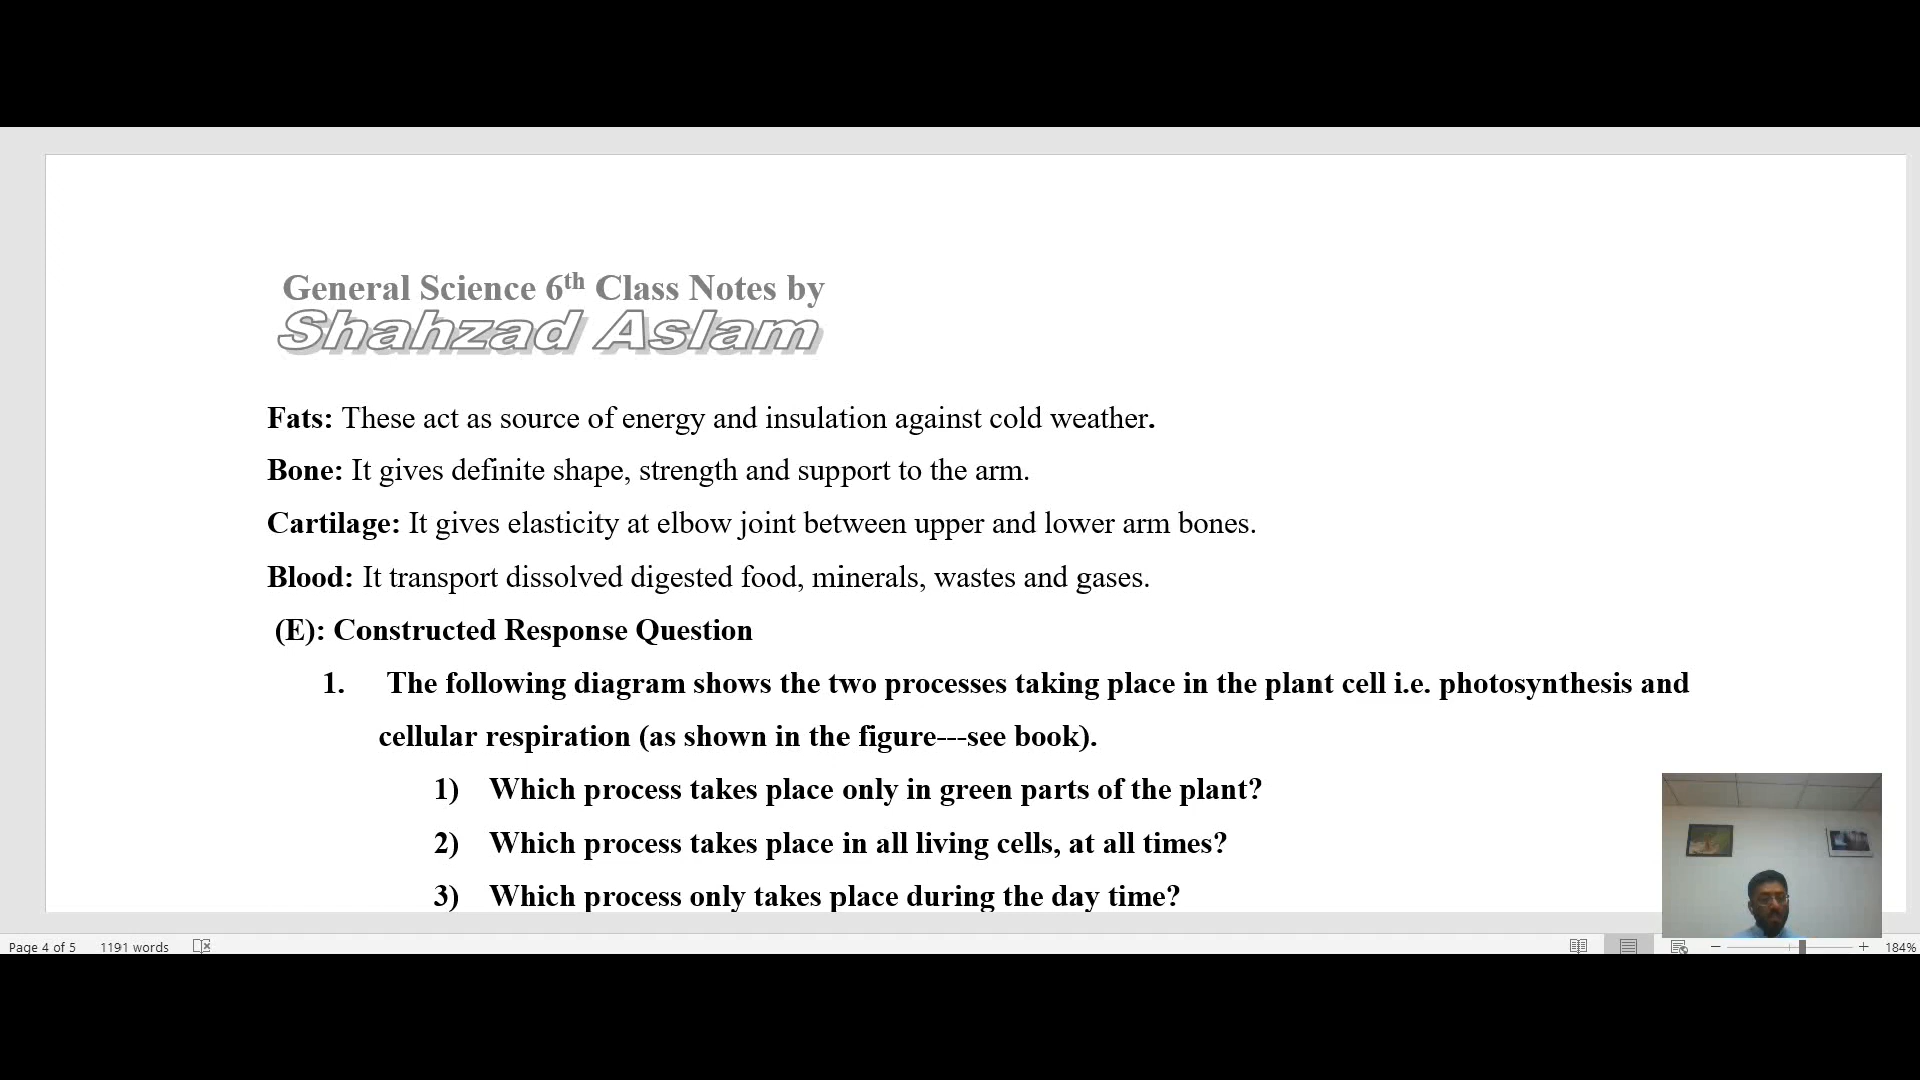 General Science 6th Class Notes by
Shahzad Aslam
Fats: These act as source of energy and insulation against cold weather.
Bone: It gives definite shape, strength and support to the arm.
Cartilage: It gives elasticity at elbow joint between upper and lower arm bones.
Blood: It transport dissolved digested food, minerals, wastes and gases.
(E): Constructed Response Question
1. The following diagram shows the two processes taking place in the plant cell i.e. photosynthesis and
cellular respiration (as shown in the figure---see book).
1) Which process takes place only in green parts of the plant?
2) Which process takes place in all living cells, at all times?
3) Which process only takes place during the day time?
Page 4 of 5 1191 words 184%